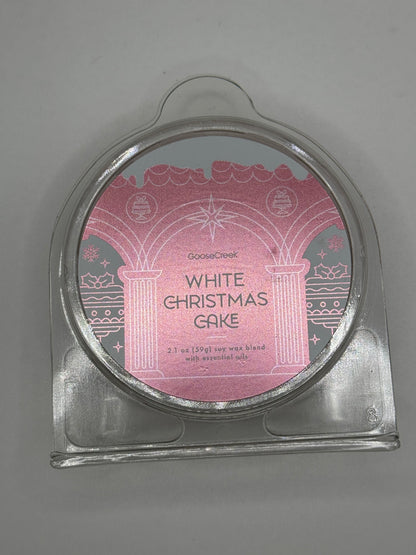 GooseCreek
WHITE
CHRISTMAS
CAKE
2.1 oz (59g) soy wax blend
with essential oils